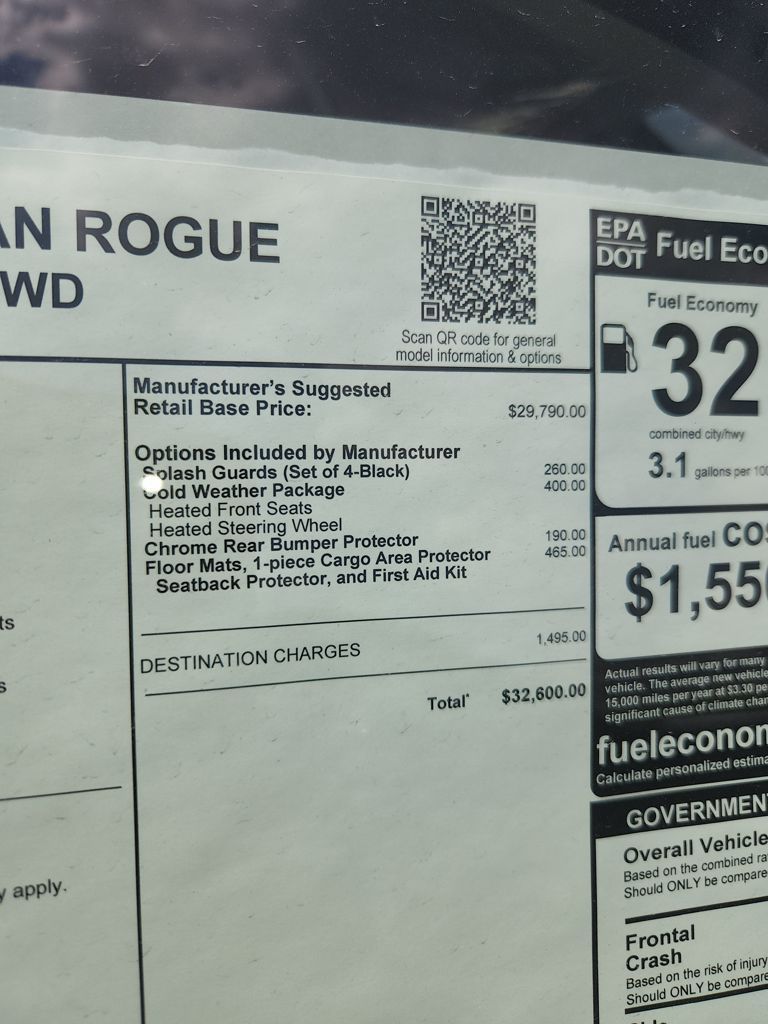 AN ROGUE
WD
Scan QR code for general
model information & options
Manufacturer's Suggested
Retail Base Price: $29,790.00
Options Included by Manufacturer
Splash Guards (Set of 4-Black) 260.00
Cold Weather Package 400.00
Heated Front Seats
Heated Steering Wheel
Chrome Rear Bumper Protector 190.00
Floor Mats, 1-piece Cargo Area Protector 465.00
Seatback Protector, and First Aid Kit
DESTINATION CHARGES 1,495.00
Total* $32,600.00
ts
s
y apply.
EPA
DOT Fuel Eco
Fuel Economy
32
combined city/hwy
3.1 gallons per 100
Annual fuel COS
$1,550
Actual results will vary for many
vehicle. The average new vehicle
15,000 miles per year at $3.30 pe
significant cause of climate chan
fueleconom
Calculate personalized estima
GOVERNMENT
Overall Vehicle
Based on the combined ra
Should ONLY be compare
Frontal
Crash
Based on the risk of injury
Should ONLY be compare